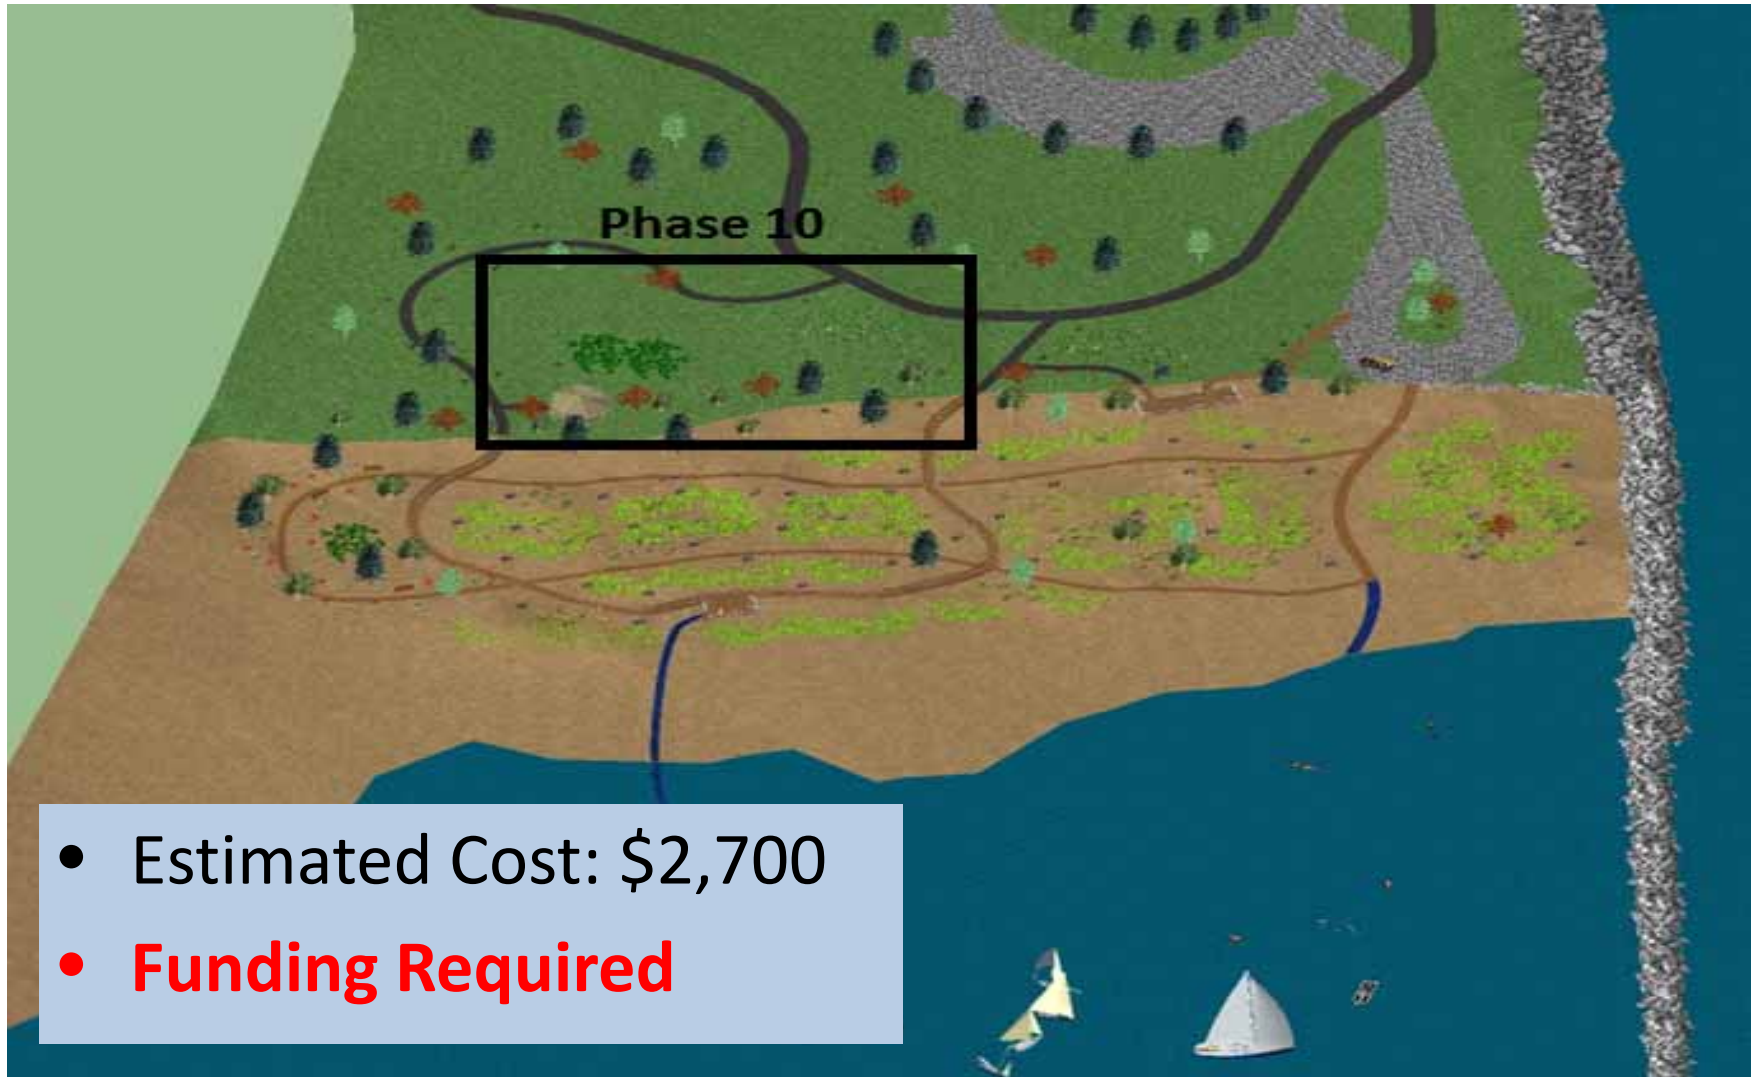 Phase 10
• Estimated Cost: $2,700
• Funding Required